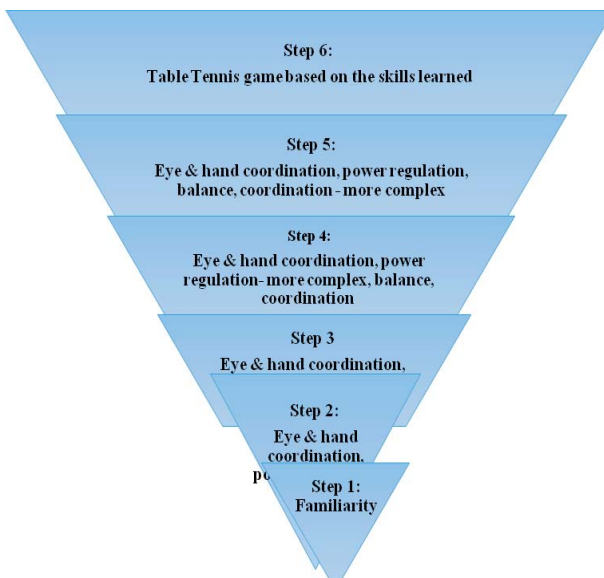 Step 6:
Table Tennis game based on the skills learned
Step 5:
Eye & hand coordination, power regulation,
balance, coordination - more complex
Step 4:
Eye & hand coordination, power
regulation- more complex, balance,
coordination
Step 3
Eye & hand coordination,
Step 2:
Eye & hand
coordination,
Step 1:
Familiarity